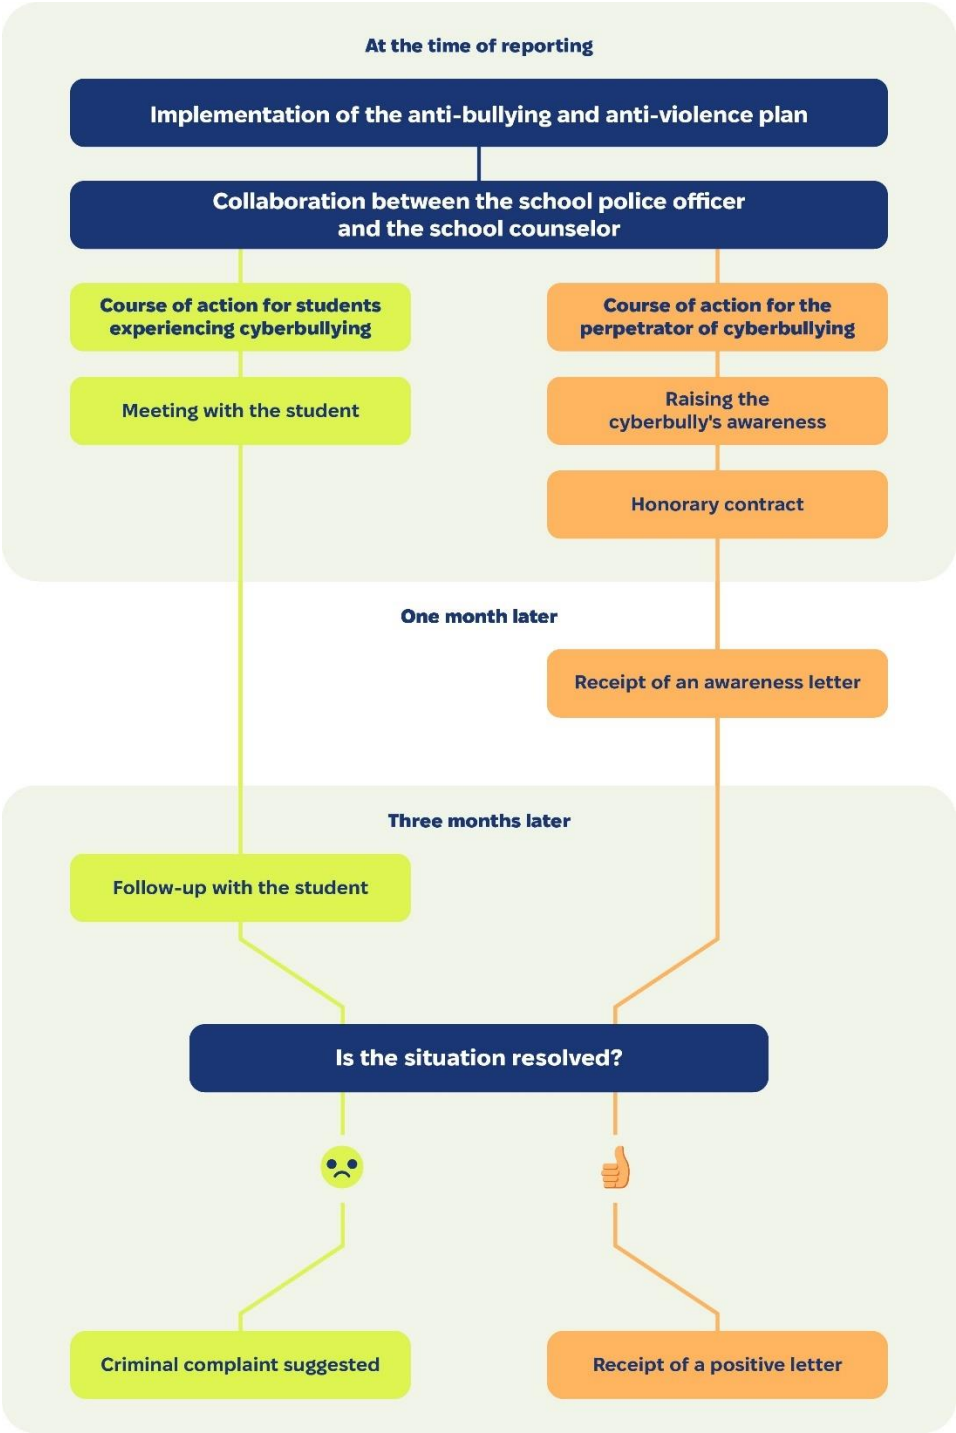 At the time of reporting
Implementation of the anti-bullying and anti-violence plan
Collaboration between the school police officer
and the school counselor
Course of action for students
experiencing cyberbullying
Course of action for the
perpetrator of cyberbullying
Meeting with the student
Raising the
cyberbully's awareness
Honorary contract
One month later
Receipt of an awareness letter
Three months later
Follow-up with the student
Is the situation resolved?
Criminal complaint suggested
Receipt of a positive letter